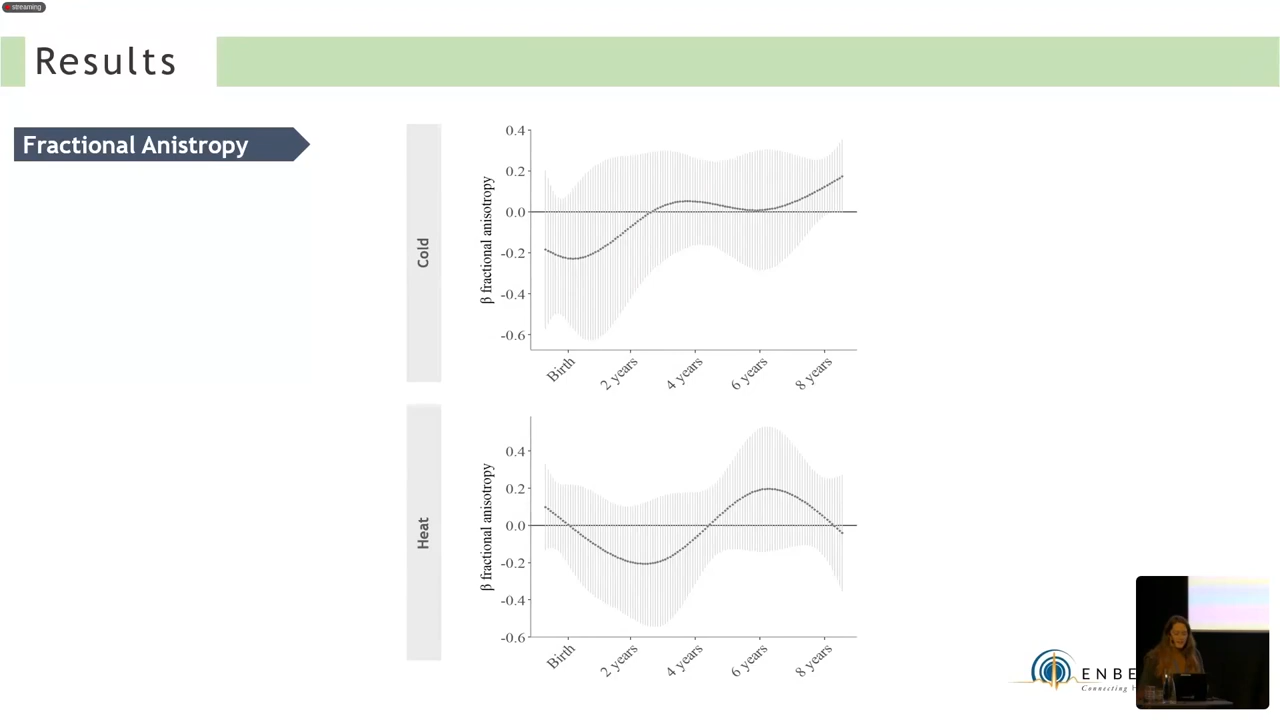 streaming
Results
Fractional Anistropy
Cold
β fractional anisotropy
0.4
0.2
0.0
-0.2
-0.4
-0.6
Birth
2 years
4 years
6 years
8 years
Heat
β fractional anisotropy
0.4
0.2
0.0
-0.2
-0.4
-0.6
Birth
2 years
4 years
6 years
8 years
ENBE
Connecting